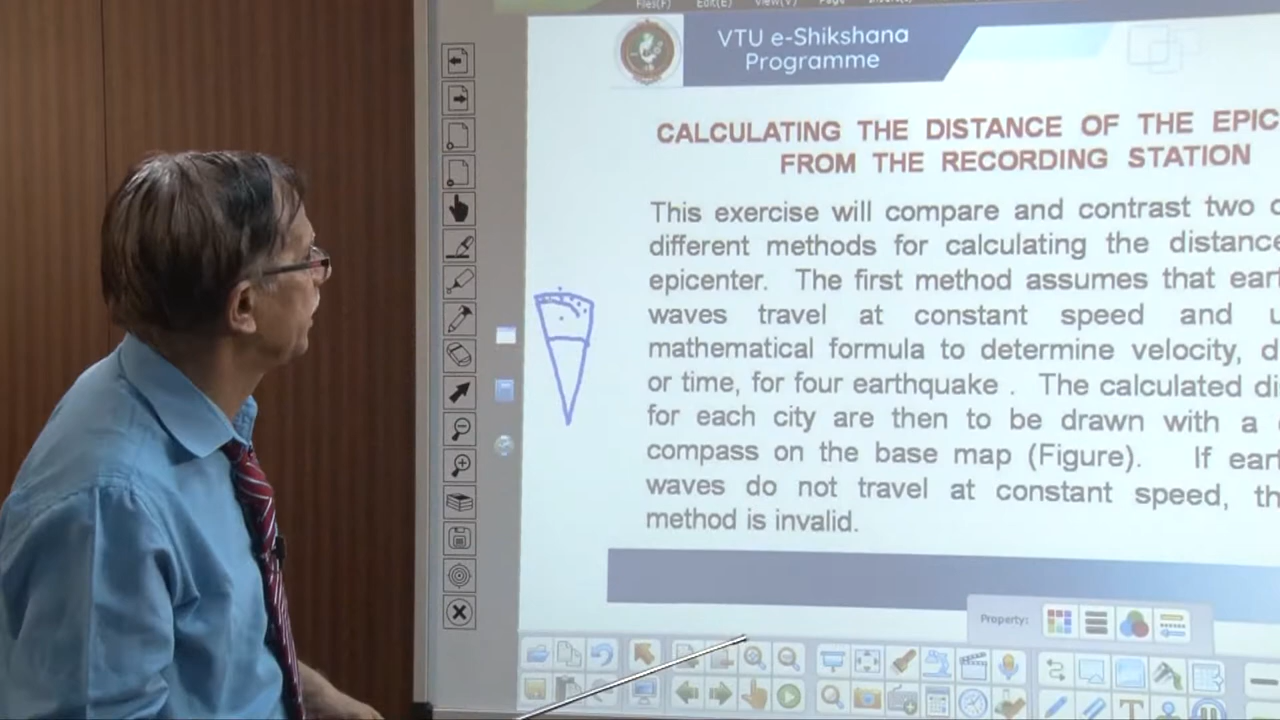 Files(F) Edit(E) View(V) Page
VTU e-Shikshana
Programme
CALCULATING THE DISTANCE OF THE EPIC
FROM THE RECORDING STATION
This exercise will compare and contrast two
different methods for calculating the distance
epicenter. The first method assumes that
waves travel at constant speed and
mathematical formula to determine velocity,
or time, for four earthquake . The calculated
for each city are then to be drawn with a
compass on the base map (Figure). If
waves do not travel at constant speed,
method is invalid.
Property: